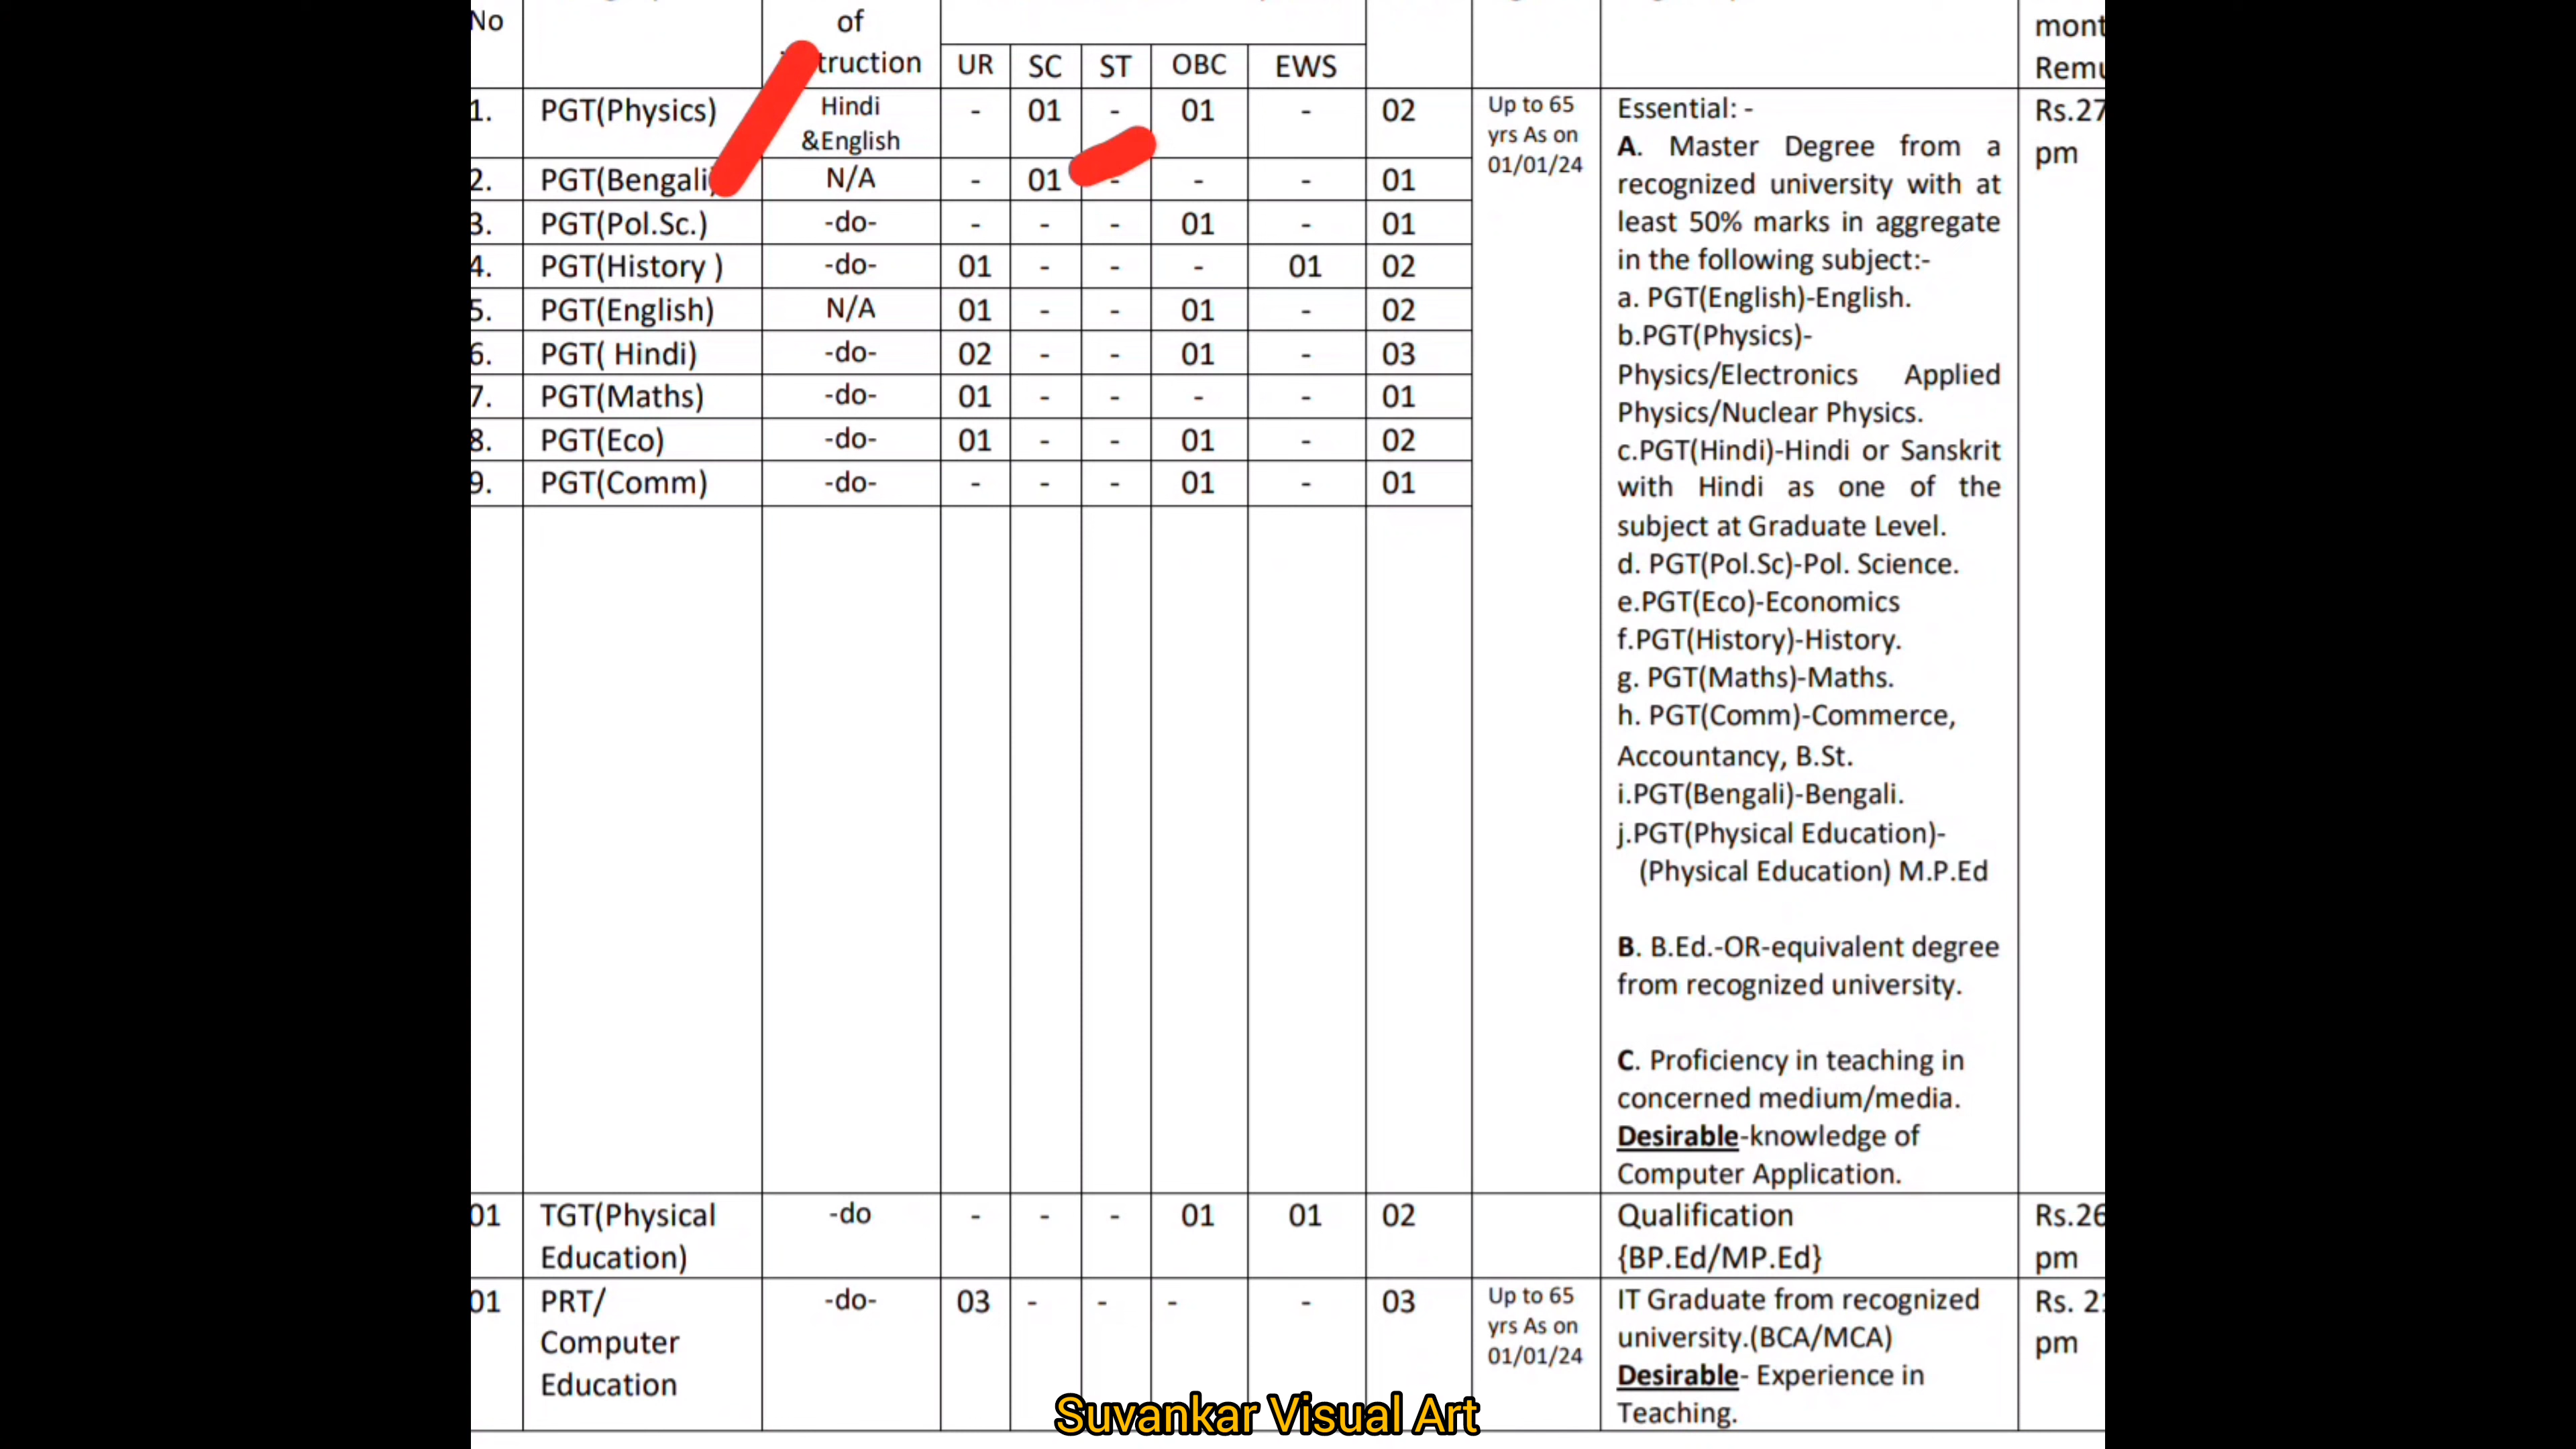 No
of
truction
UR SC ST OBC EWS
mont
Remu
1. PGT(Physics) Hindi &English - 01 - 01 - 02
2. PGT(Bengali) N/A - 01 - - - 01
3. PGT(Pol.Sc.) -do- - - - 01 - 01
4. PGT(History ) -do- 01 - - - 01 02
5. PGT(English) N/A 01 - - 01 - 02
6. PGT( Hindi) -do- 02 - - 01 - 03
7. PGT(Maths) -do- 01 - - - - 01
8. PGT(Eco) -do- 01 - - 01 - 02
9. PGT(Comm) -do- - - - 01 - 01
Up to 65
yrs As on
01/01/24
Essential: -
A. Master Degree from a
recognized university with at
least 50% marks in aggregate
in the following subject:-
a. PGT(English)-English.
b.PGT(Physics)-
Physics/Electronics Applied
Physics/Nuclear Physics.
c.PGT(Hindi)-Hindi or Sanskrit
with Hindi as one of the
subject at Graduate Level.
d. PGT(Pol.Sc)-Pol. Science.
e.PGT(Eco)-Economics
f.PGT(History)-History.
g. PGT(Maths)-Maths.
h. PGT(Comm)-Commerce,
Accountancy, B.St.
i.PGT(Bengali)-Bengali.
j.PGT(Physical Education)-
(Physical Education) M.P.Ed
B. B.Ed.-OR-equivalent degree
from recognized university.
C. Proficiency in teaching in
concerned medium/media.
Desirable-knowledge of
Computer Application.
Rs.27
pm
01 TGT(Physical -do - - - 01 01 02
Education)
Qualification
{BP.Ed/MP.Ed}
Rs.26
pm
01 PRT/ -do- 03 - - - - 03
Computer
Education
Up to 65
yrs As on
01/01/24
IT Graduate from recognized
university.(BCA/MCA)
Desirable- Experience in
Teaching.
Rs. 2
pm
Suvankar Visual Art